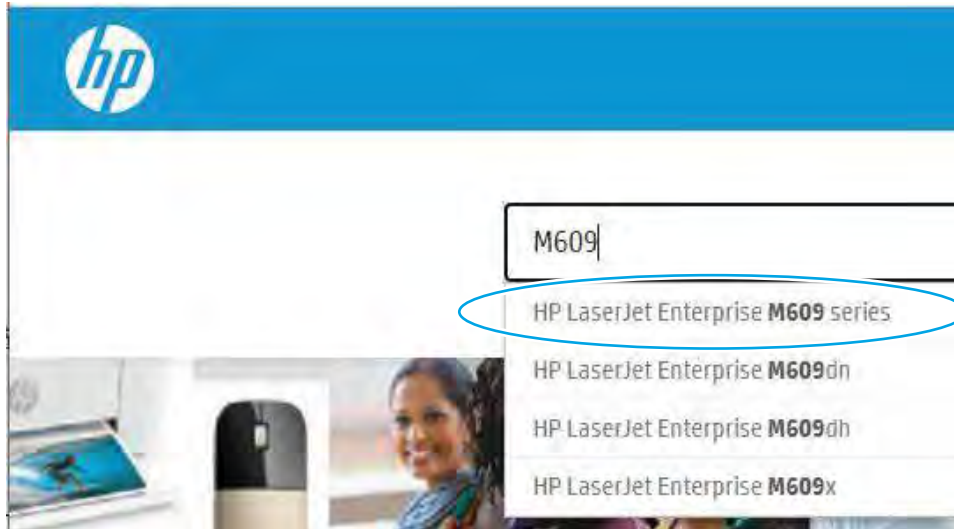 hp
M609
HP LaserJet Enterprise M609 series
HP LaserJet Enterprise M609dn
HP LaserJet Enterprise M609dh
HP LaserJet Enterprise M609x